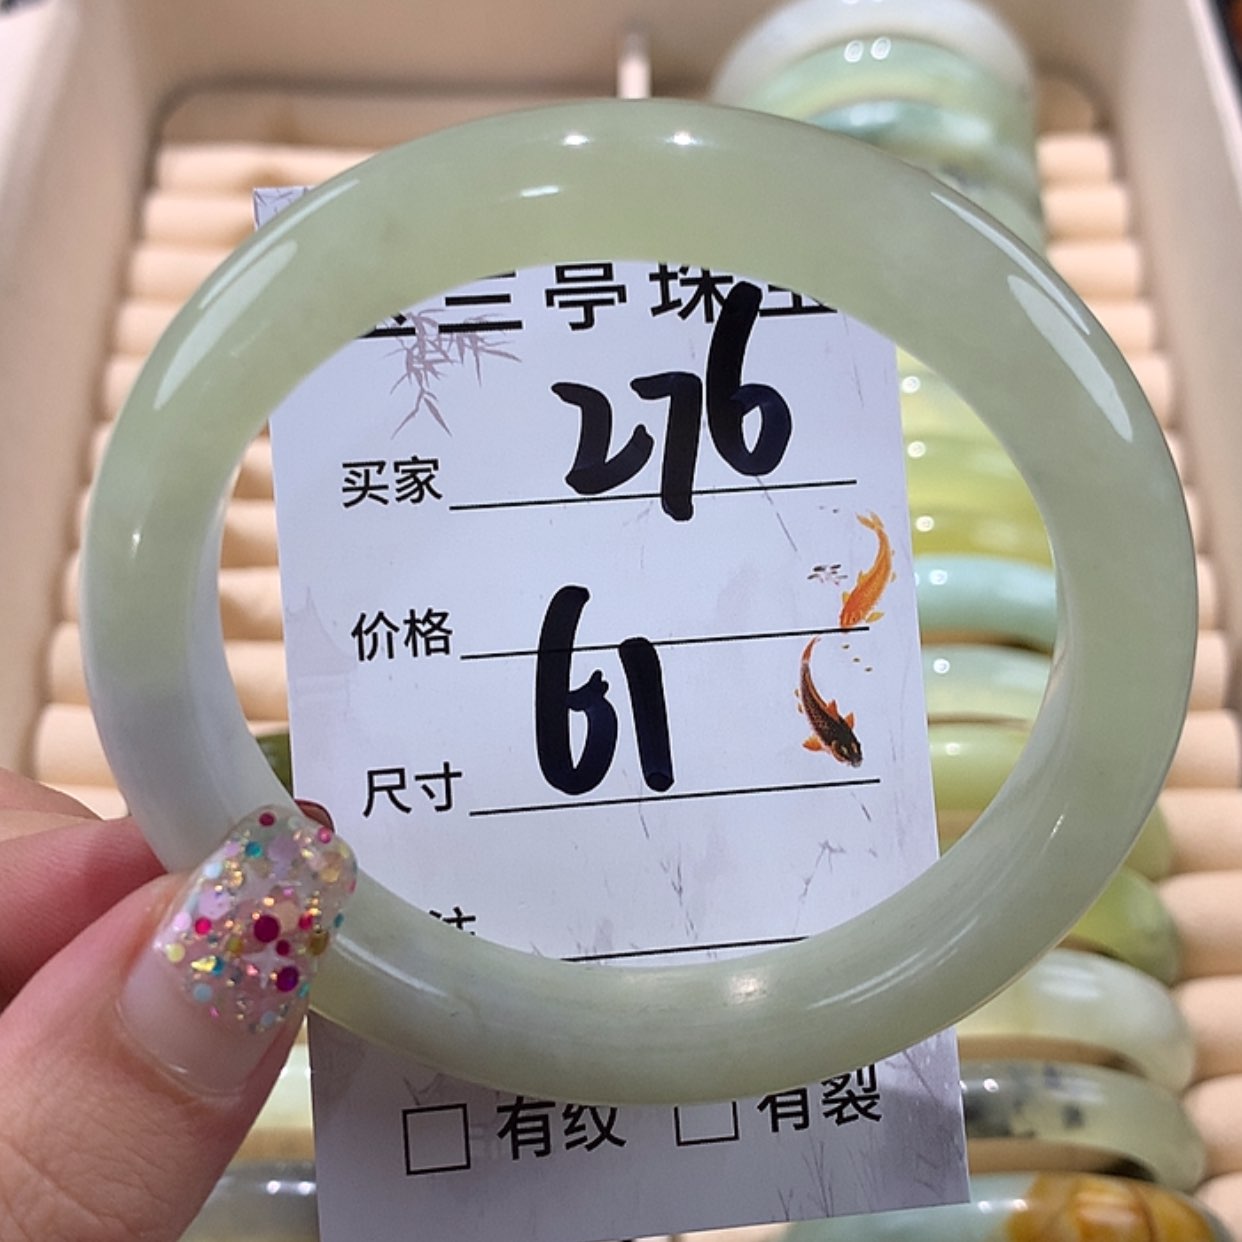 三亭珠宝
买家 276
价格
尺寸 61
有纹 有裂